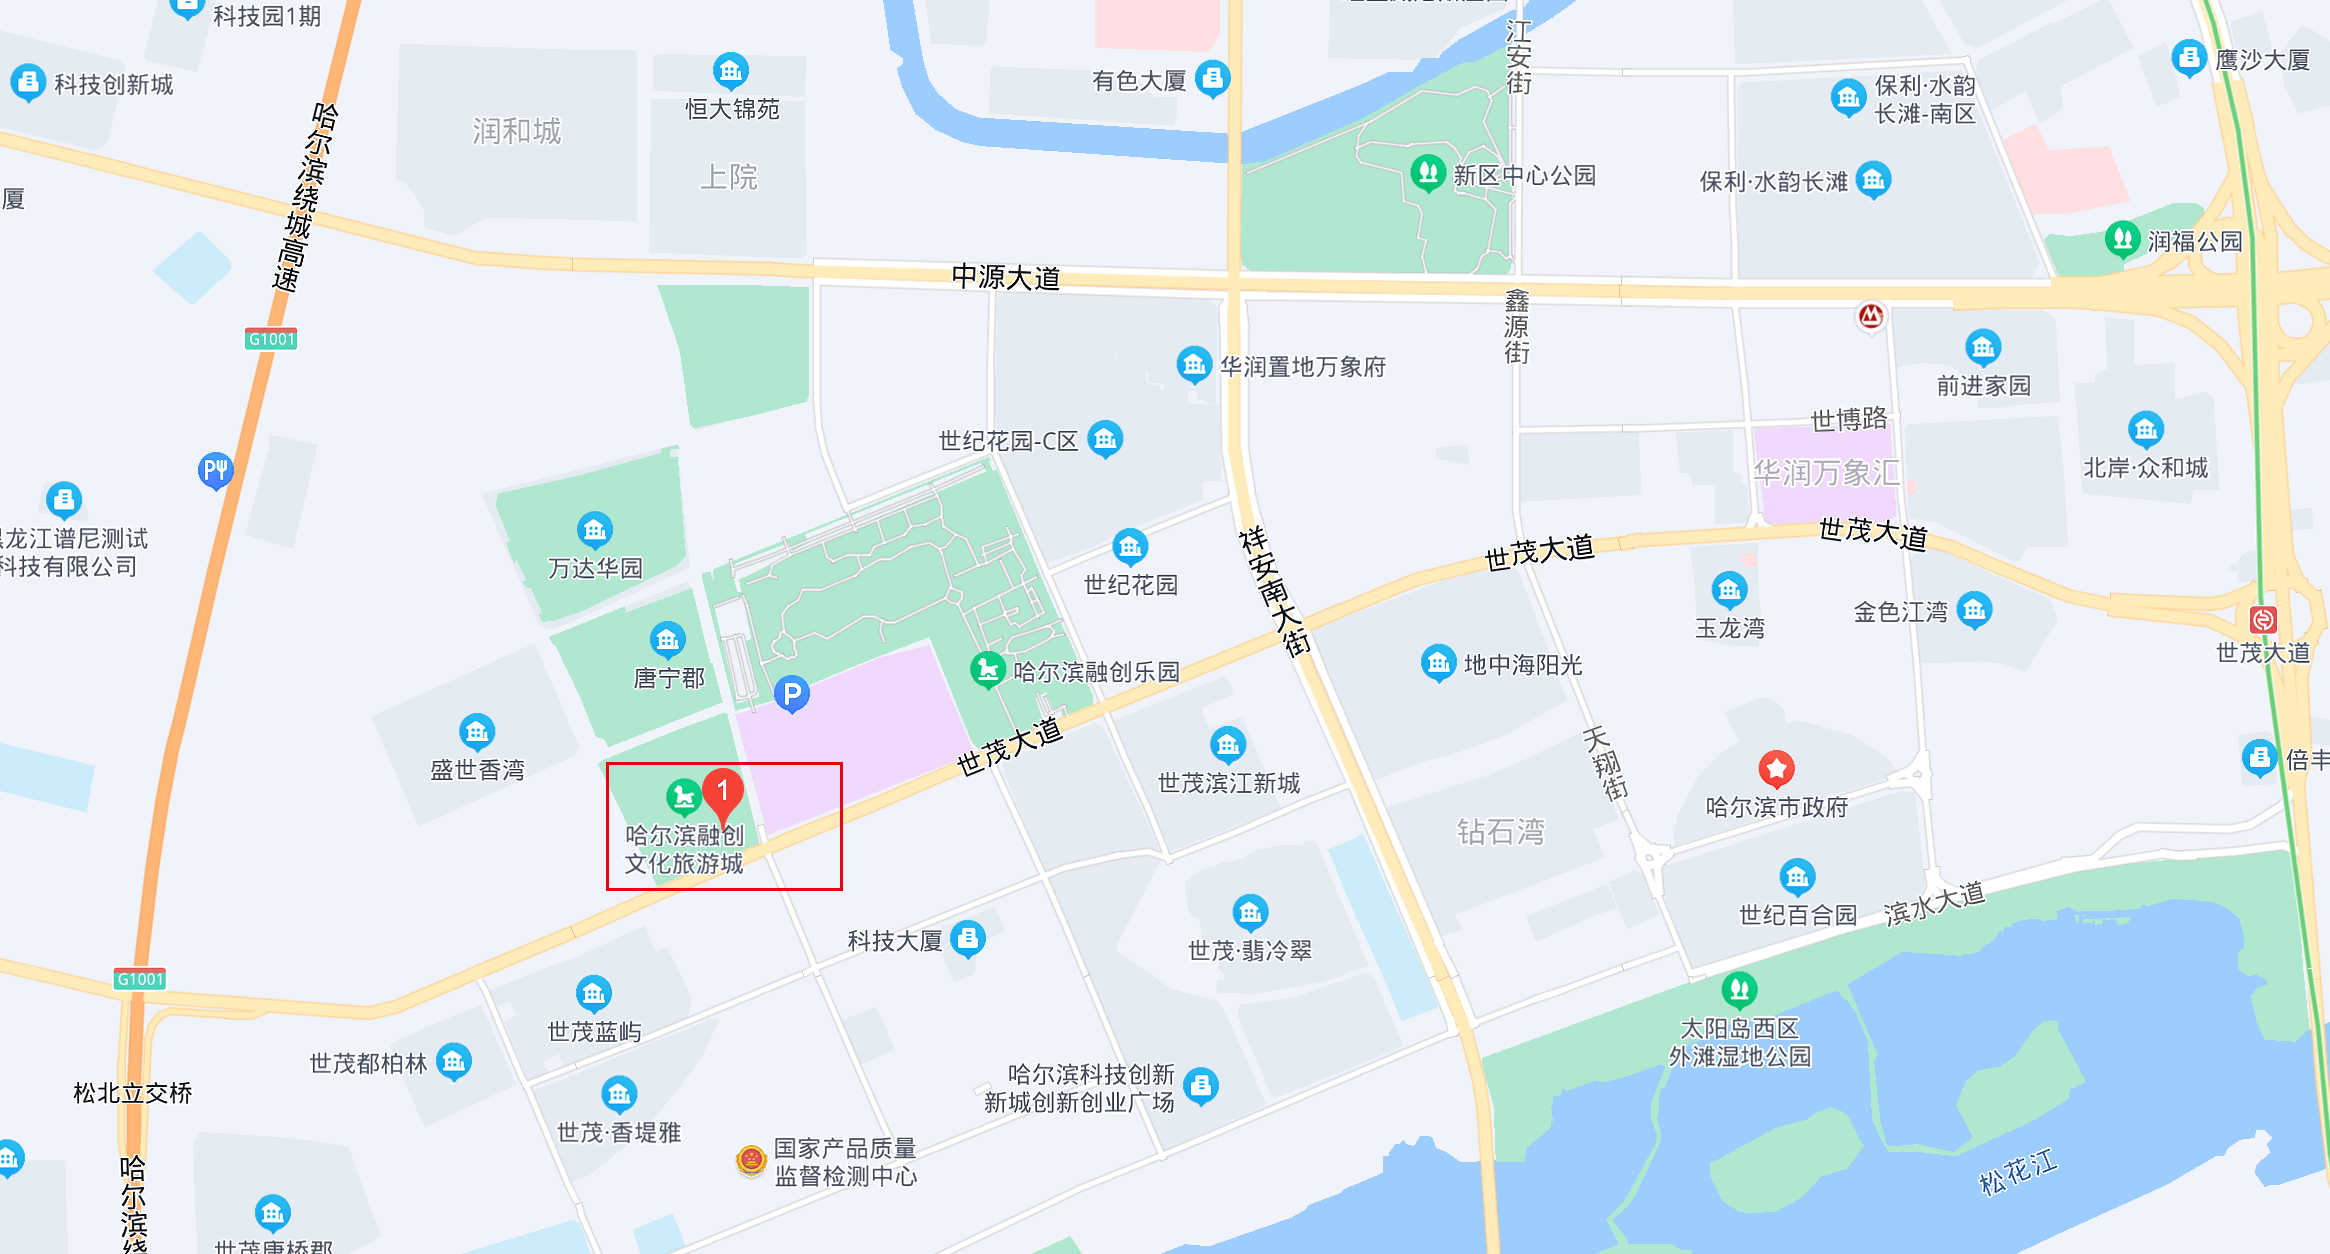 科技园1期
科技创新城
厦
哈尔滨绕城高速
G1001
润和城
恒大锦苑
上院
有色大厦
江安街
新区中心公园
保利·水韵
长滩-南区
保利·水韵长滩
鹰沙大厦
润福公园
中源大道
鑫源街
华润置地万象府
世纪花园-C区
前进家园
世博路
华润万象汇
北岸·众和城
龙江谱尼测试
科技有限公司
万达华园
唐宁郡
世纪花园
祥安南大街
世茂大道
世茂大道
玉龙湾
金色江湾
世茂大道
地中海阳光
P
哈尔滨融创乐园
世茂大道
盛世香湾
1
哈尔滨融创
文化旅游城
世茂滨江新城
天翔街
哈尔滨市政府
倍丰
钻石湾
科技大厦
世茂·翡冷翠
世纪百合园
滨水大道
G1001
世茂蓝屿
世茂都柏林
松北立交桥
世茂·香堤雅
哈尔滨科技创新
新城创新创业广场
太阳岛西区
外滩湿地公园
国家产品质量
监督检测中心
松花江
哈尔滨绕
世茂唐桥郡